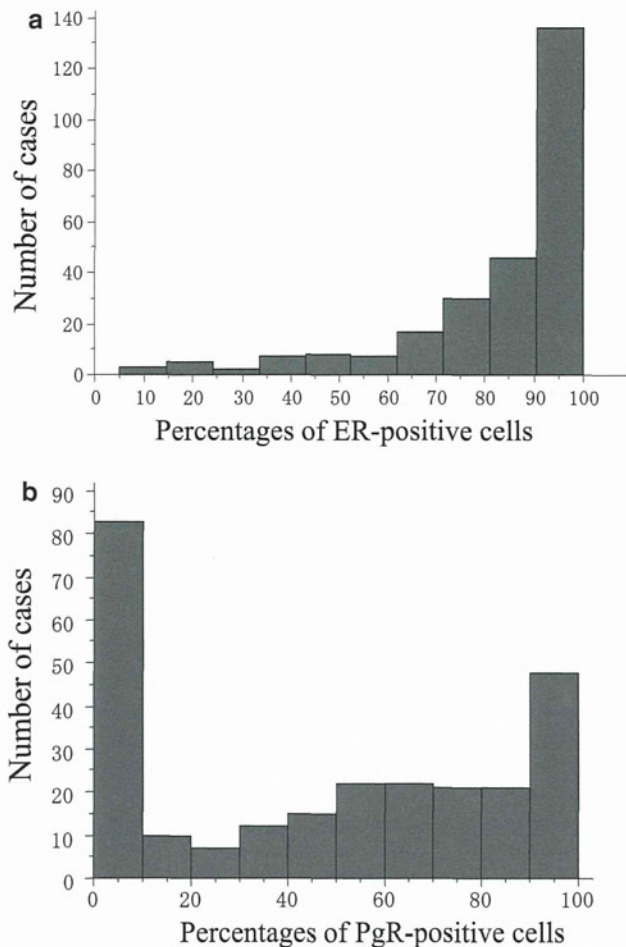 a
140
120
100
80
60
40
20
0
Number of cases
0 10 20 30 40 50 60 70 80 90 100
Percentages of ER-positive cells
b
90
80
70
60
50
40
30
20
10
0
Number of cases
0 20 40 60 80 100
Percentages of PgR-positive cells